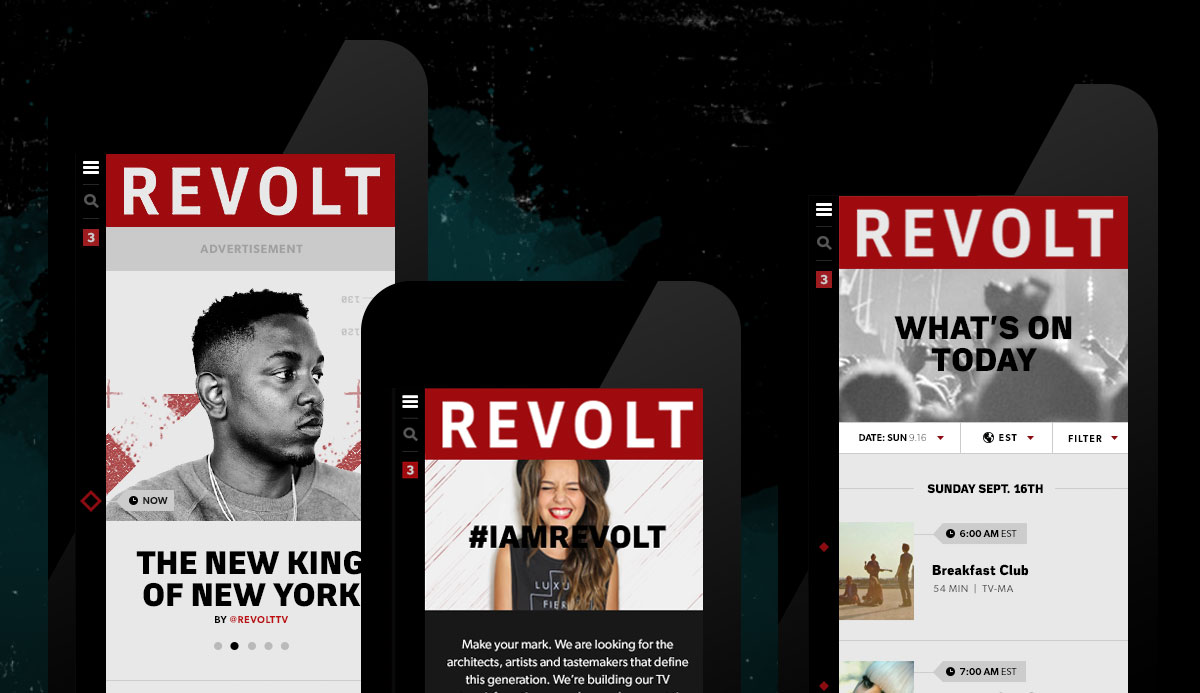 REVOLT
3
ADVERTISEMENT
130
120
NOW
THE NEW KING
OF NEW YORK
BY @REVOLTTV
REVOLT
3
#IAMREVOLT
LUXU
FIER
Make your mark. We are looking for the
architects, artists and tastemakers that define
this generation. We're building our TV
REVOLT
3
WHAT'S ON
TODAY
DATE: SUN 9.16
EST
FILTER
SUNDAY SEPT. 16TH
6:00 AM EST
Breakfast Club
54 MIN | TV-MA
7:00 AM EST